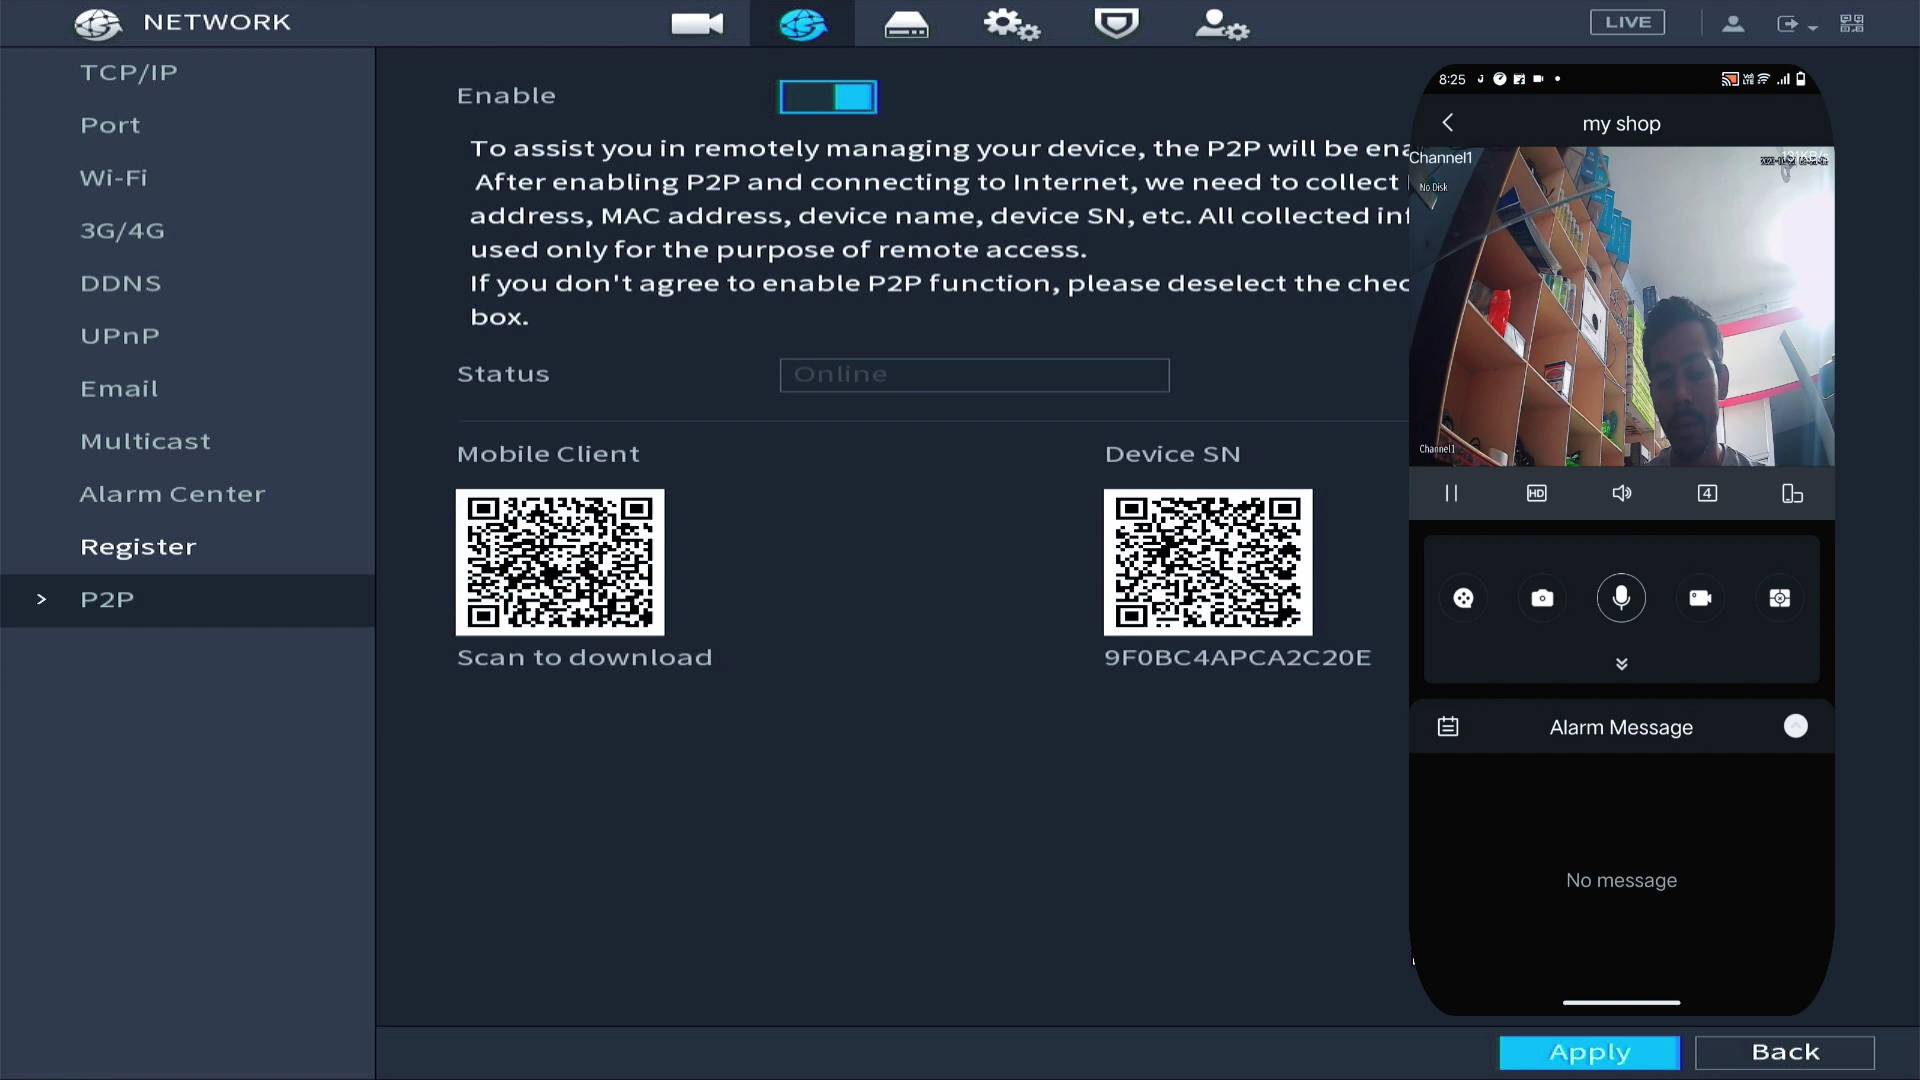 NETWORK
LIVE
TCP/IP
Port
Wi-Fi
3G/4G
DDNS
UPnP
Email
Multicast
Alarm Center
Register
P2P
Enable
To assist you in remotely managing your device, the P2P will be ena
After enabling P2P and connecting to Internet, we need to collect
address, MAC address, device name, device SN, etc. All collected inf
used only for the purpose of remote access.
If you don't agree to enable P2P function, please deselect the chec
box.
Status
Online
Mobile Client
Device SN
Scan to download
9F0BC4APCA2C20E
8:25
my shop
Channel1
No Disk
Channel1
HD
4
Alarm Message
No message
Apply
Back